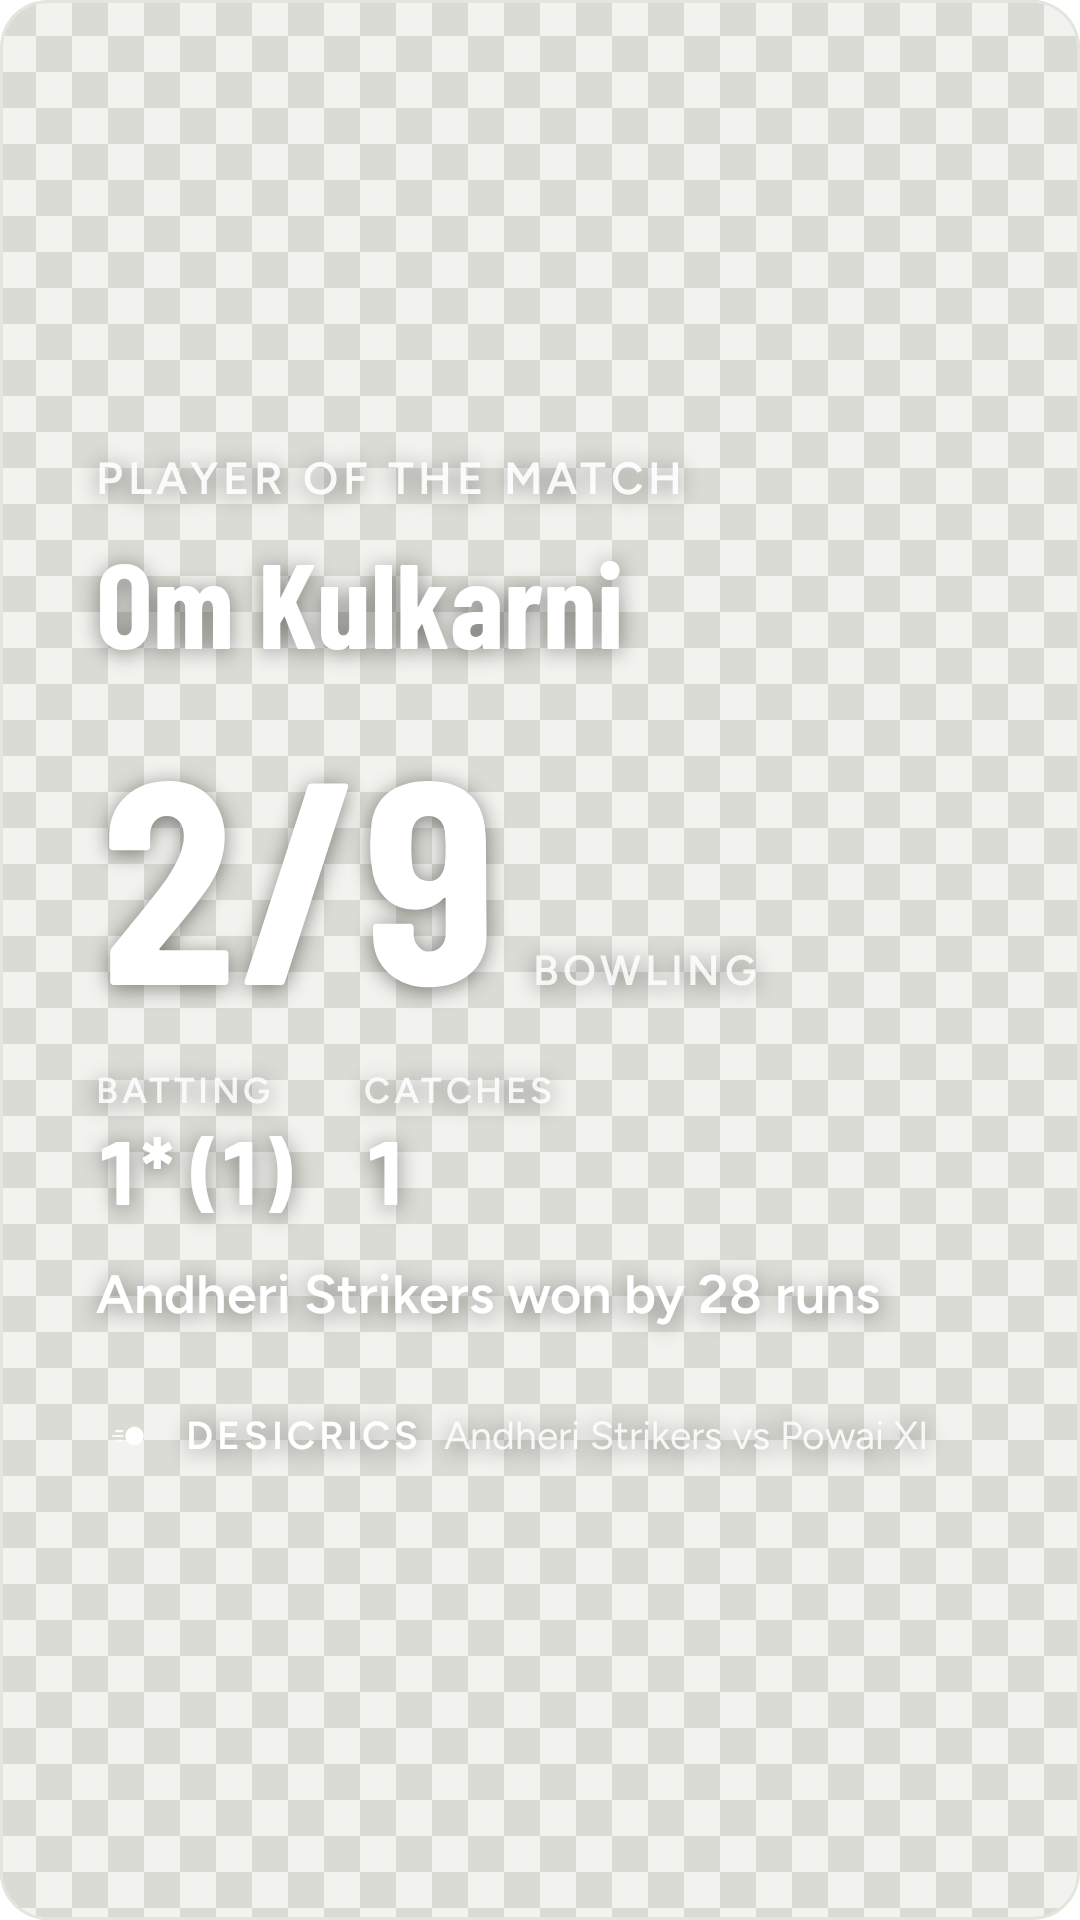 PLAYER OF THE MATCH
Om Kulkarni
2/9 BOWLING
BATTING CATCHES
1* (1) 1
Andheri Strikers won by 28 runs
DESICRICS Andheri Strikers vs Powai XI